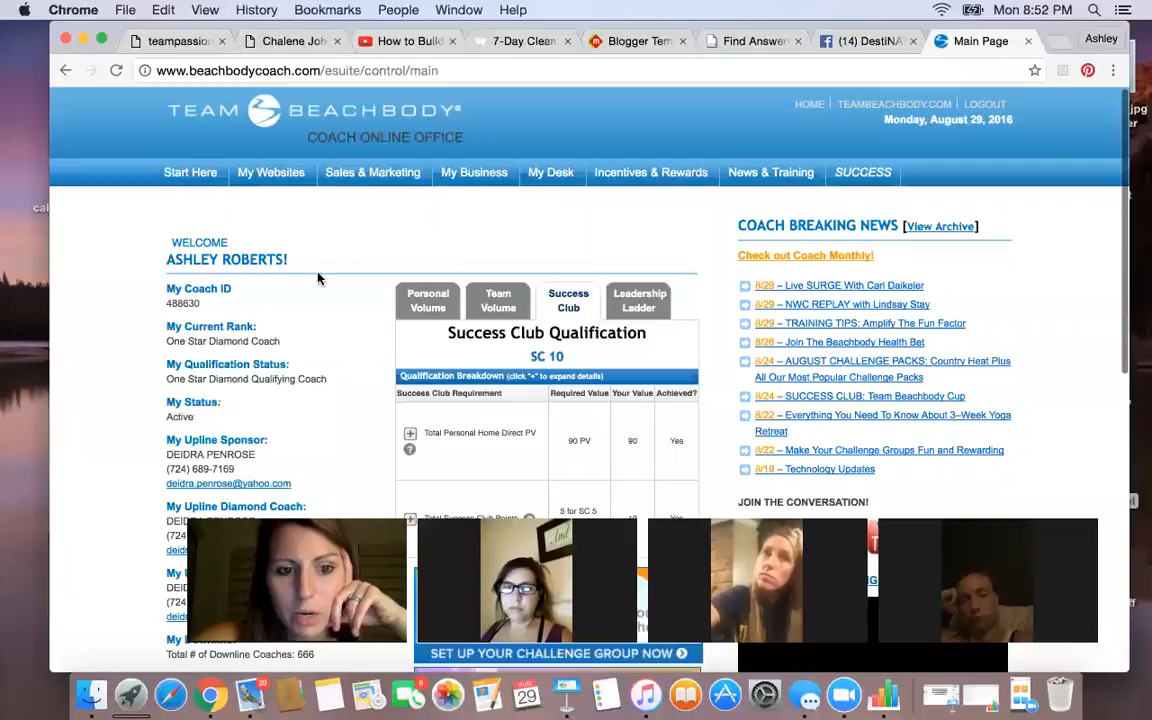 Chrome File Edit View History Bookmarks People Window Help Mon 8:52 PM
teampassion Chalene Joh How to Build 7-Day Clean Blogger Tem Find Answer (14) DestiNA Main Page Ashley
www.beachbodycoach.com/esuite/control/main
TEAM BEACHBODY
COACH ONLINE OFFICE
HOME | TEAMBEACHBODY.COM | LOGOUT
Monday, August 29, 2016
Start Here My Websites Sales & Marketing My Business My Desk Incentives & Rewards News & Training SUCCESS
WELCOME
ASHLEY ROBERTS!
My Coach ID
488630
My Current Rank:
One Star Diamond Coach
My Qualification Status:
One Star Diamond Qualifying Coach
My Status:
Active
My Upline Sponsor:
DEIDRA PENROSE
(724) 689-7169
deidra.penrose@yahoo.com
My Upline Diamond Coach:
(724
Total # of Downline Coaches: 666
Personal Volume
Team Volume
Success Club
Leadership Ladder
Success Club Qualification
SC 10
Qualification Breakdown (click "+" to expand details)
Success Club Requirement Required Value Your Value Achieved?
Total Personal Home Direct PV 90 PV 90 Yes
5 for SC 5
SET UP YOUR CHALLENGE GROUP NOW
COACH BREAKING NEWS [View Archive]
Check out Coach Monthly!
8/29 – Live SURGE With Carl Daikeler
8/29 – NWC REPLAY with Lindsay Stay
8/29 – TRAINING TIPS: Amplify The Fun Factor
8/26 – Join The Beachbody Health Bet
8/24 – AUGUST CHALLENGE PACKS: Country Heat Plus
All Our Most Popular Challenge Packs
8/24 – SUCCESS CLUB: Team Beachbody Cup
8/22 – Everything You Need To Know About 3–Week Yoga
Retreat
8/22 – Make Your Challenge Groups Fun and Rewarding
8/19 – Technology Updates
JOIN THE CONVERSATION!
And
.jpg